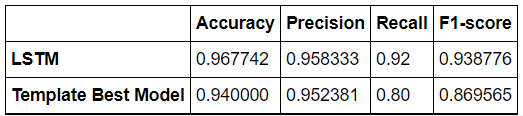 Accuracy Precision Recall F1-score
LSTM 0.967742 0.958333 0.92 0.938776
Template Best Model 0.940000 0.952381 0.80 0.869565